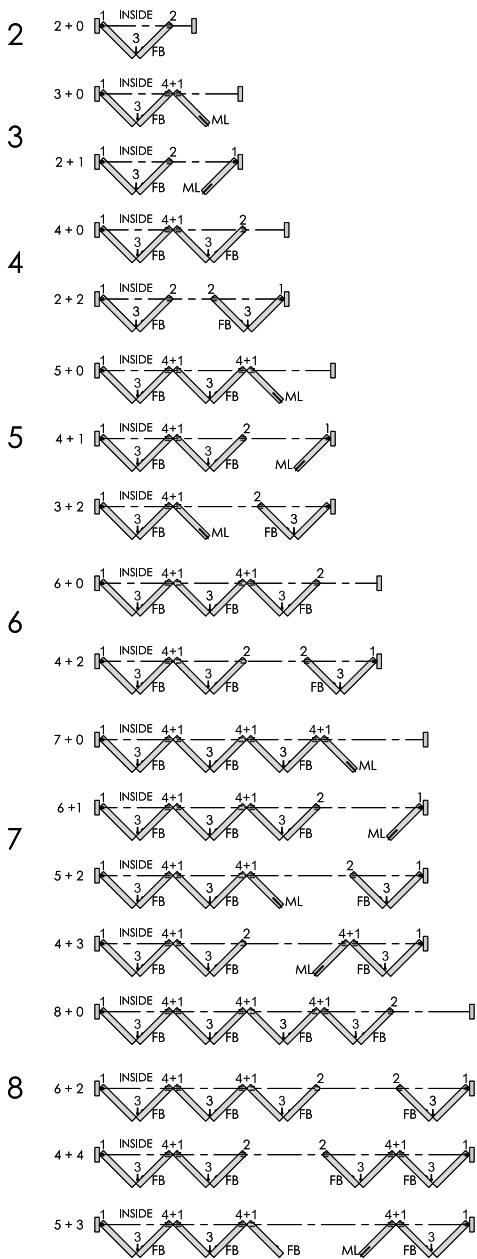 2
1 INSIDE 2
2 + 0
3
FB
1 INSIDE 4+1
3 + 0
3
FB ML
3
1 INSIDE 2 1
2 + 1
3
FB ML
1 INSIDE 4+1 2
4 + 0
3 3
FB FB
4
1 INSIDE 2 2 1
2 + 2
3 3
FB FB
1 INSIDE 4+1 4+1
5 + 0
3 3
FB ML
5
1 INSIDE 4+1 2 1
4 + 1
3 3
FB FB ML
1 INSIDE 4+1 2 1
3 + 2
3 3
FB ML FB
1 INSIDE 4+1 4+1 2
6 + 0
3 3 3
FB FB FB
6
1 INSIDE 4+1 2 2 1
4 + 2
3 3 3
FB FB FB
1 INSIDE 4+1 4+1 4+1
7 + 0
3 3 3
FB FB FB ML
1 INSIDE 4+1 4+1 2 1
6 +1
3 3 3
FB FB FB ML
7
1 INSIDE 4+1 4+1 2 1
5 + 2
3 3 3
FB FB ML FB
1 INSIDE 4+1 2 4+1 1
4 + 3
3 3 3
FB FB ML FB
1 INSIDE 4+1 4+1 4+1 2
8 + 0
3 3 3 3
FB FB FB FB
8
1 INSIDE 4+1 4+1 2 2 1
6 + 2
3 3 3 3
FB FB FB FB
1 INSIDE 4+1 2 2 4+1 1
4 + 4
3 3 3 3
FB FB FB FB
1 INSIDE 4+1 4+1 4+1 1
5 + 3
3 3 3
FB FB FB ML FB